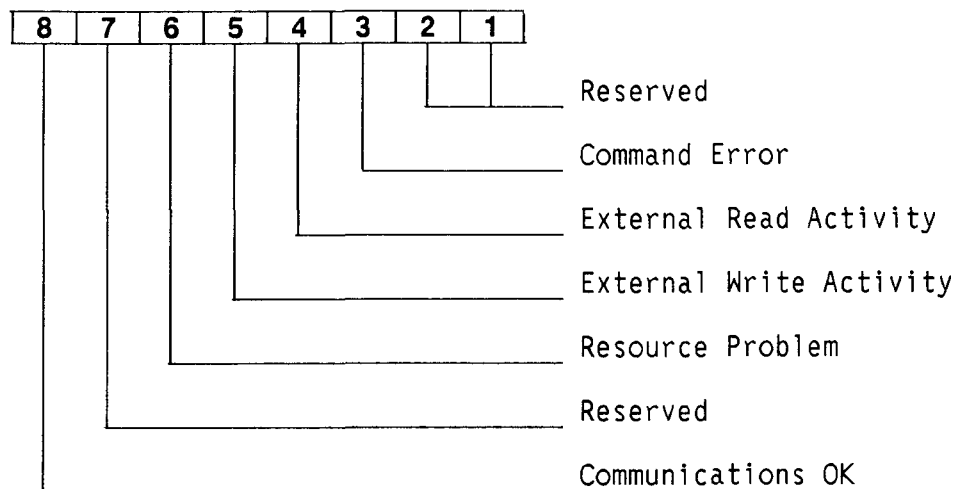 8 7 6 5 4 3 2 1
Reserved
Command Error
External Read Activity
External Write Activity
Resource Problem
Reserved
Communications OK